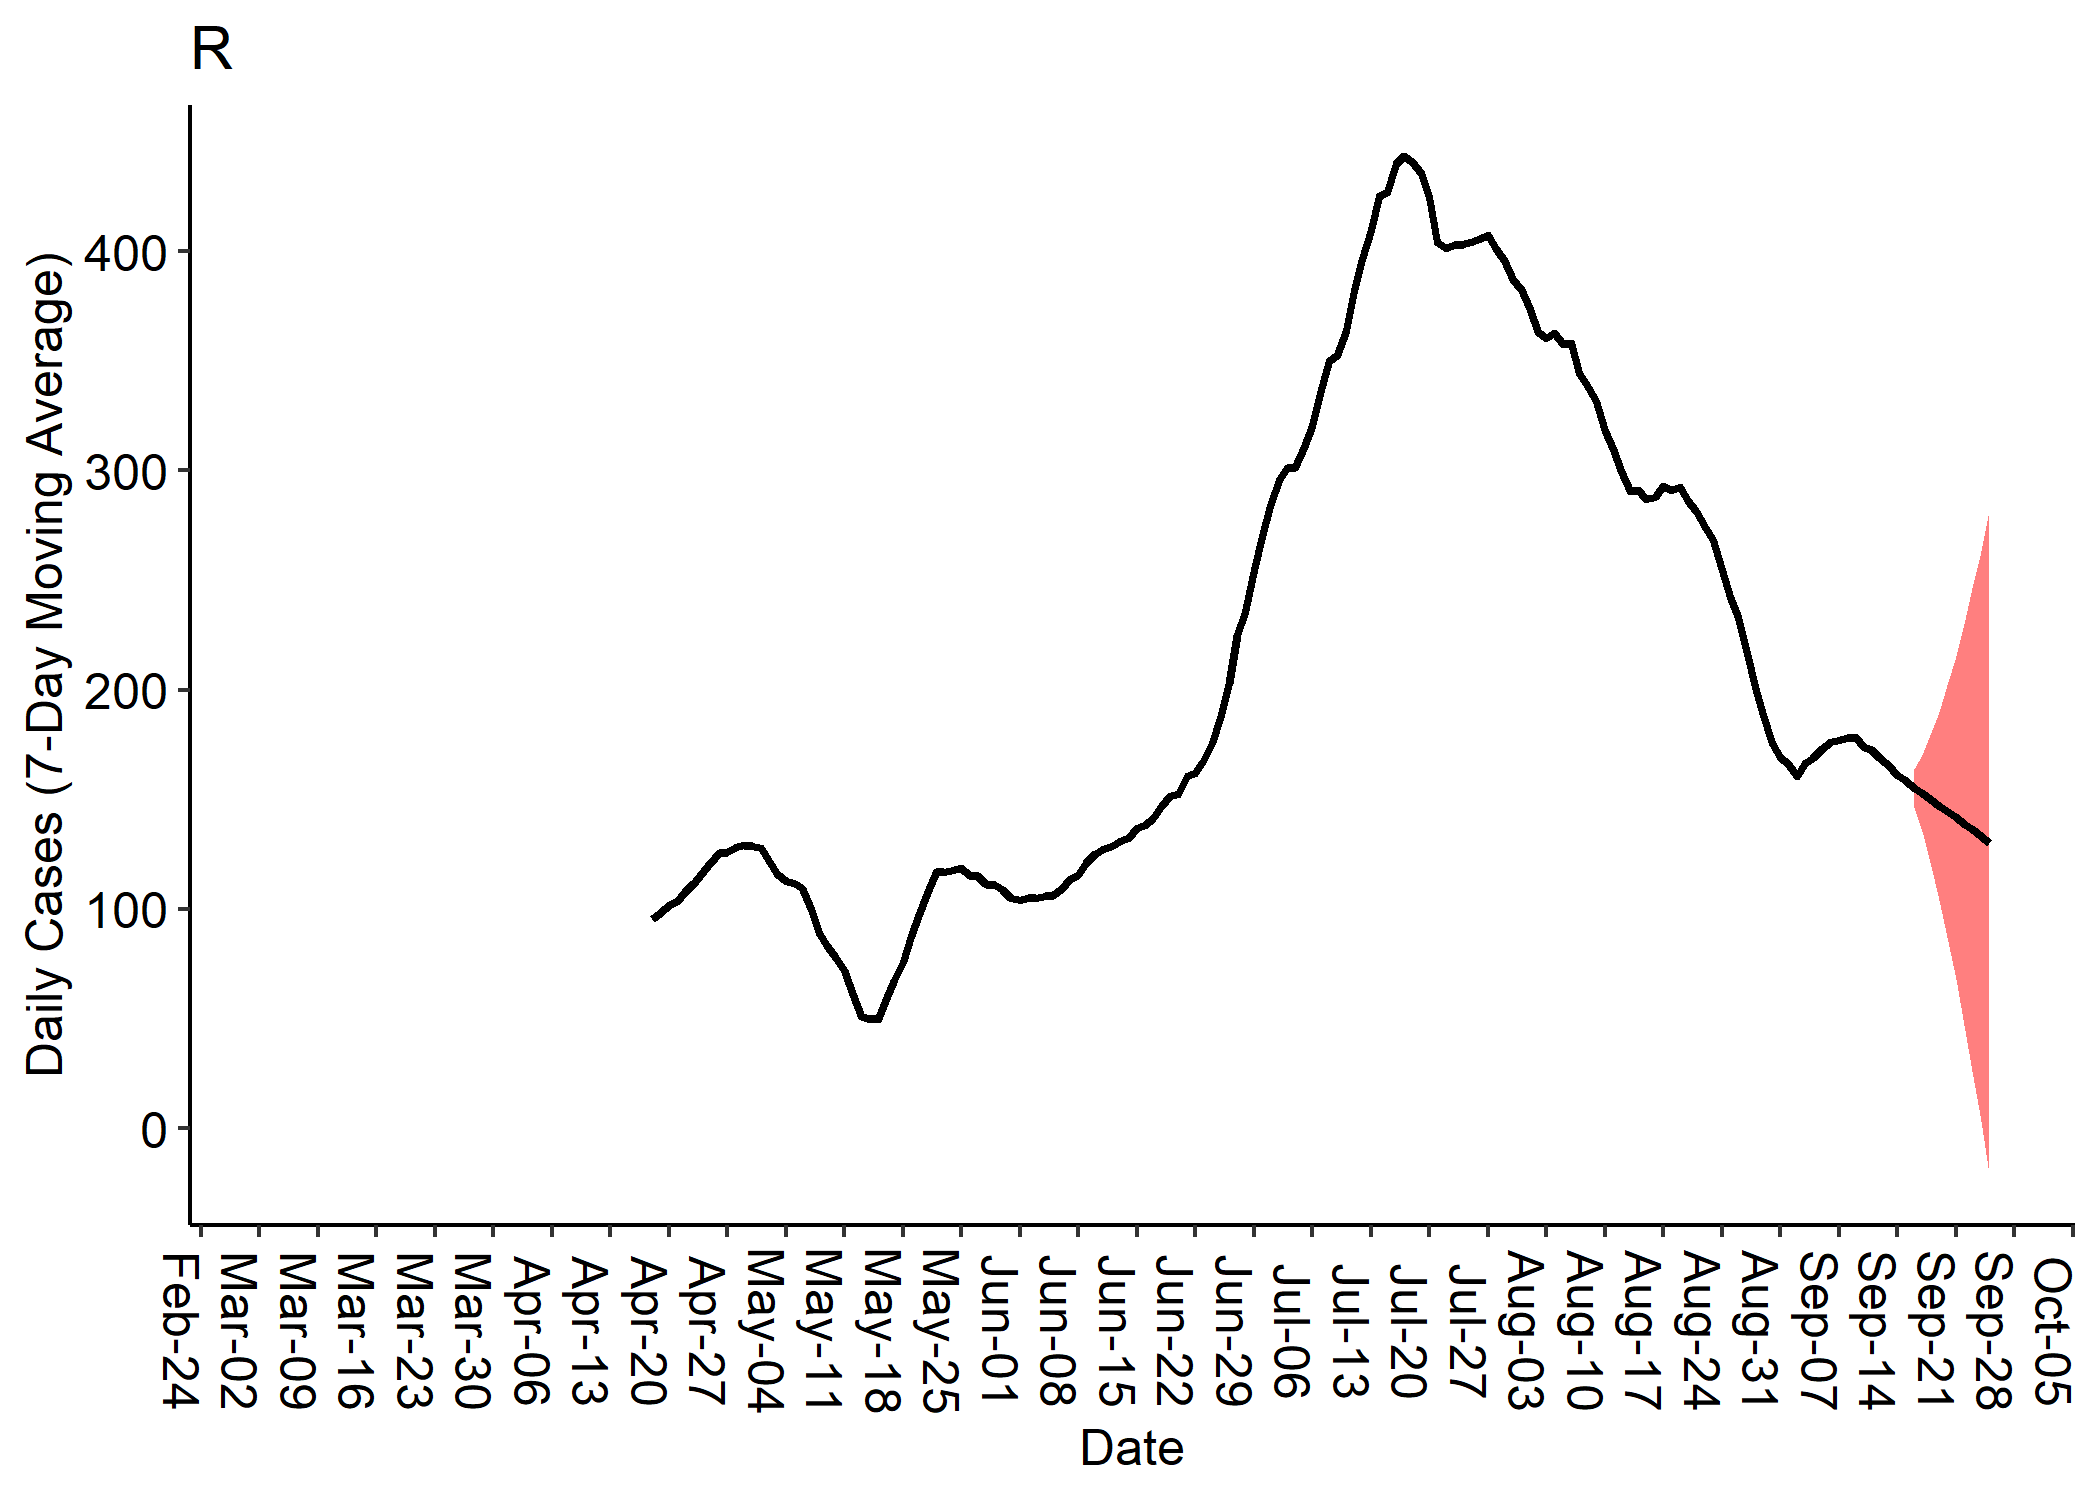 R
Daily Cases (7-Day Moving Average)
400
300
200
100
0
Feb-24
Mar-02
Mar-09
Mar-16
Mar-23
Mar-30
Apr-06
Apr-13
Apr-20
Apr-27
May-04
May-11
May-18
May-25
Jun-01
Jun-08
Jun-15
Jun-22
Jun-29
Jul-06
Jul-13
Jul-20
Jul-27
Aug-03
Aug-10
Aug-17
Aug-24
Aug-31
Sep-07
Sep-14
Sep-21
Sep-28
Oct-05
Date